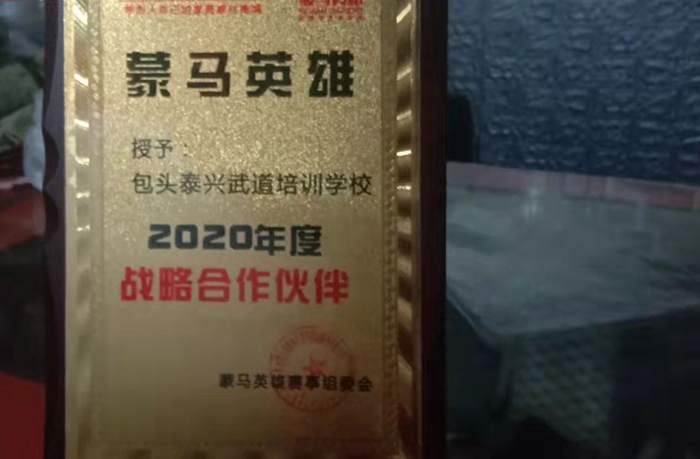 蒙马英雄
授予：
包头泰兴武道培训学校
2020年度
战略合作伙伴
蒙马英雄赛事组委会